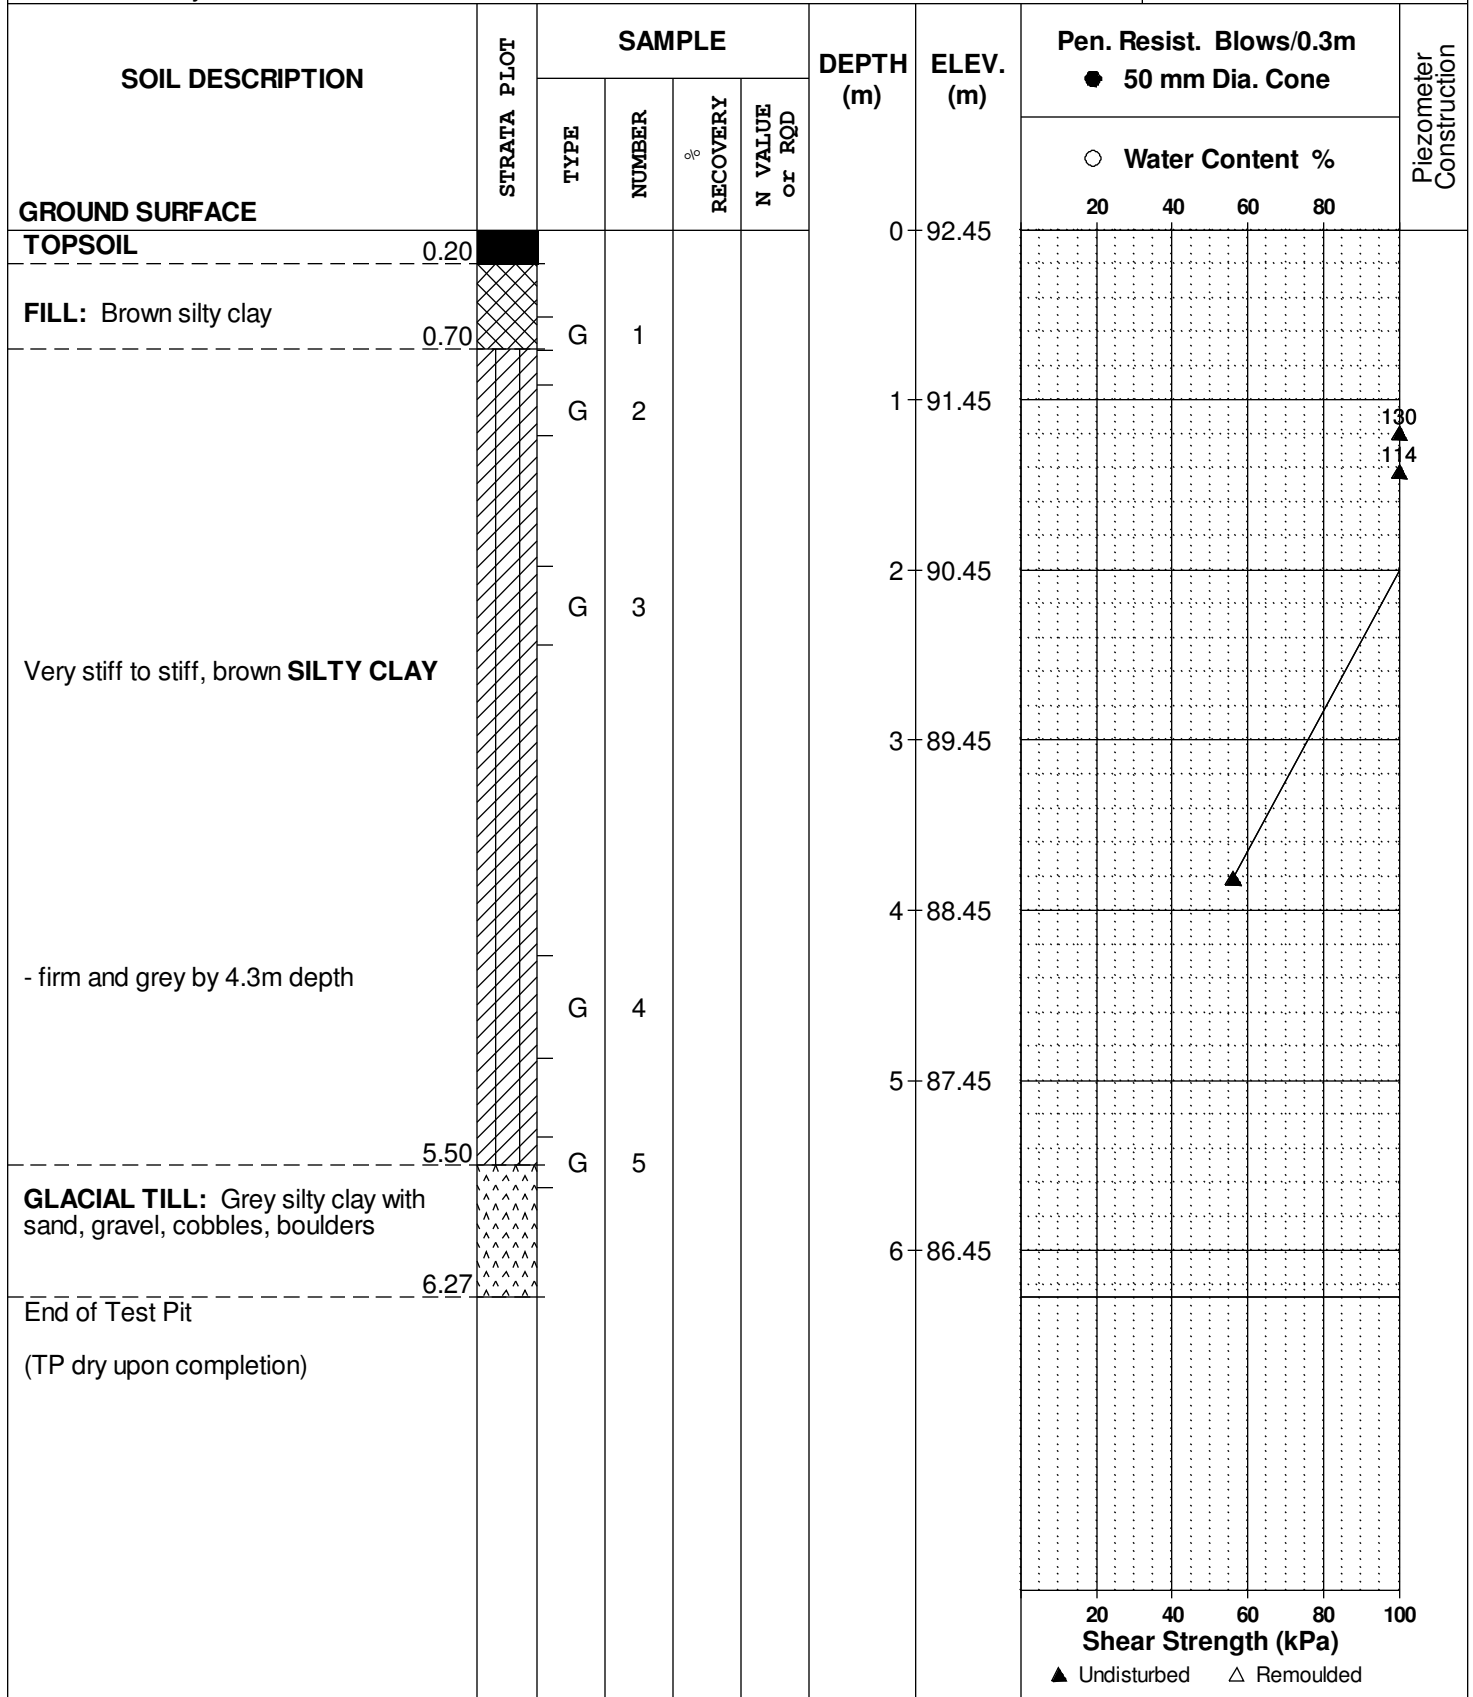 SOIL DESCRIPTION
GROUND SURFACE
STRATA PLOT
SAMPLE
TYPE
NUMBER
%
RECOVERY
N VALUE
or RQD
DEPTH
(m)
ELEV.
(m)
Pen. Resist. Blows/0.3m
● 50 mm Dia. Cone
○ Water Content %
20 40 60 80
Piezometer
Construction
TOPSOIL
0.20
FILL: Brown silty clay
0.70
Very stiff to stiff, brown SILTY CLAY
- firm and grey by 4.3m depth
5.50
GLACIAL TILL: Grey silty clay with
sand, gravel, cobbles, boulders
6.27
End of Test Pit
(TP dry upon completion)
G 1
G 2
G 3
G 4
G 5
0 92.45
1 91.45
2 90.45
3 89.45
4 88.45
5 87.45
6 86.45
130
114
20 40 60 80 100
Shear Strength (kPa)
▲ Undisturbed △ Remoulded